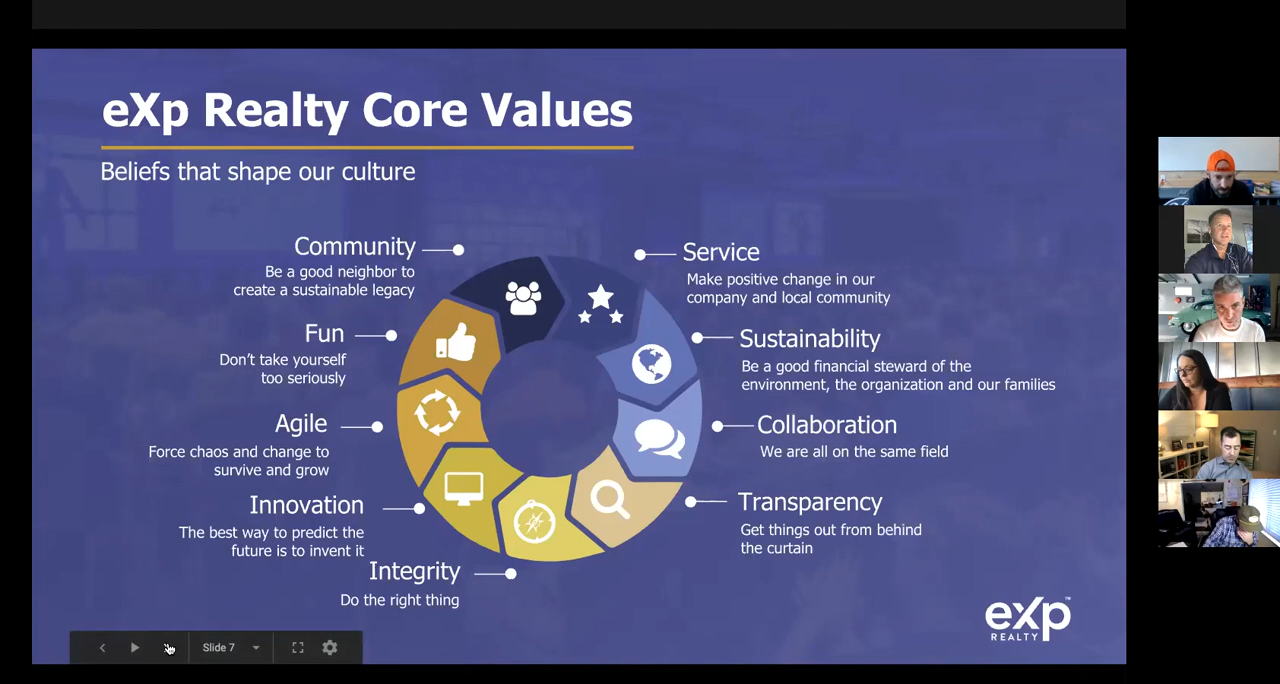 eXp Realty Core Values
Beliefs that shape our culture
Community
Be a good neighbor to
create a sustainable legacy
Fun
Don't take yourself
too seriously
Agile
Force chaos and change to
survive and grow
Innovation
The best way to predict the
future is to invent it
Integrity
Do the right thing
Service
Make positive change in our
company and local community
Sustainability
Be a good financial steward of the
environment, the organization and our families
Collaboration
We are all on the same field
Transparency
Get things out from behind
the curtain
eXp
REALTY
Slide 7